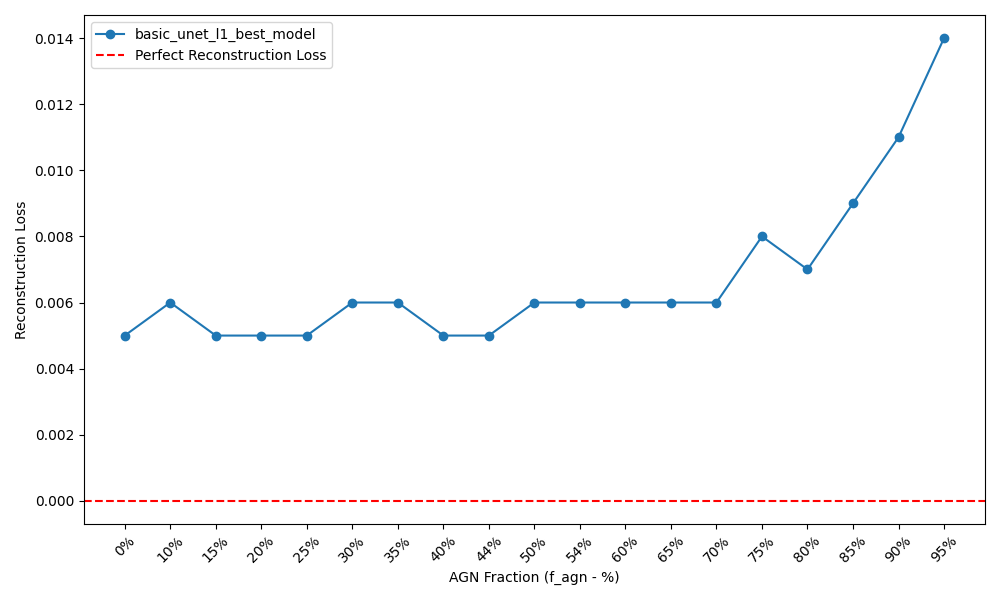 basic_unet_l1_best_model
Perfect Reconstruction Loss
Reconstruction Loss
0.014
0.012
0.010
0.008
0.006
0.004
0.002
0.000
0% 10% 15% 20% 25% 30% 35% 40% 44% 50% 54% 60% 65% 70% 75% 80% 85% 90% 95%
AGN Fraction (f_agn - %)